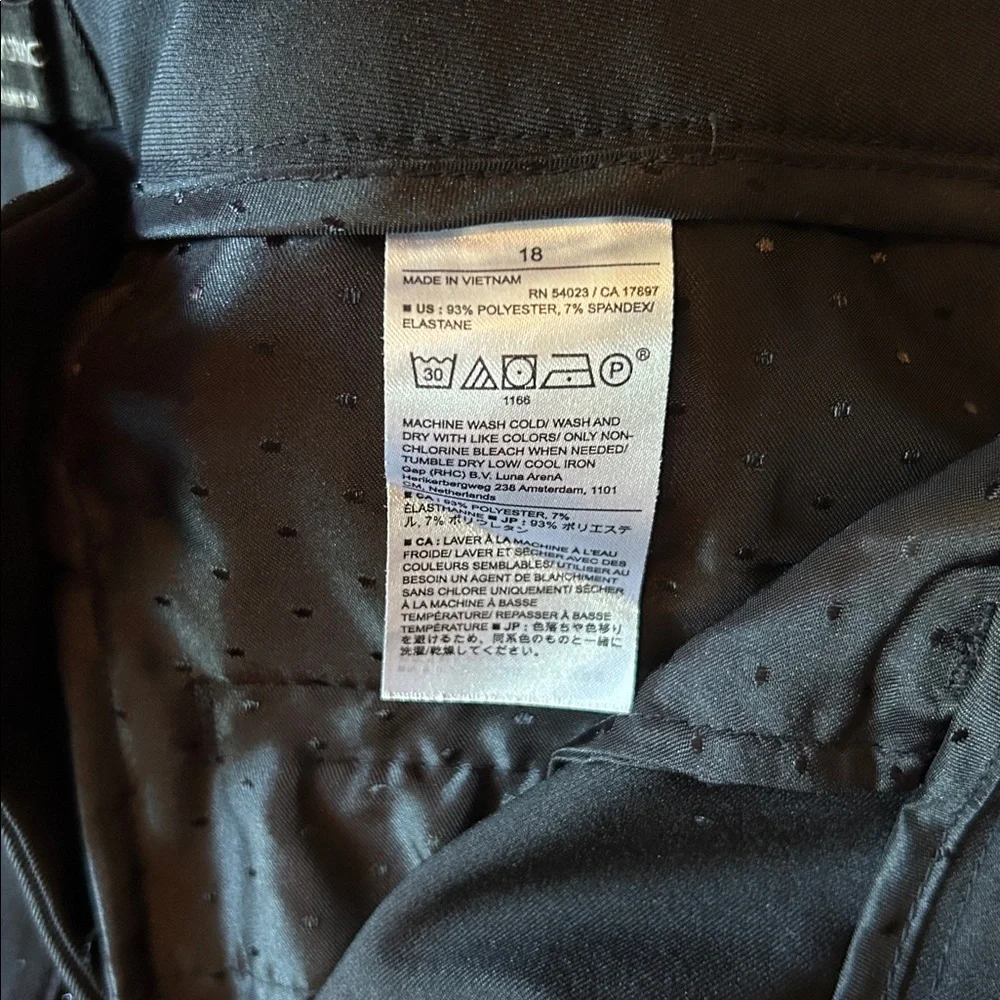 18
MADE IN VIETNAM
RN 54023 / CA 17897
■ US : 93% POLYESTER, 7% SPANDEX/
ELASTANE
30 P ®
1166
MACHINE WASH COLD/ WASH AND
DRY WITH LIKE COLORS/ ONLY NON-
CHLORINE BLEACH WHEN NEEDED/
TUMBLE DRY LOW/ COOL IRON
Gap (RHC) B.V. Luna ArenA
Herikerbergweg 238 Amsterdam, 1101
CM, Netherlands
■ CA : 93% POLYESTER, 7%
ÉLASTHANNE ■ JP : 93% ポリエステ
ル, 7% ポリウレタン
■ CA : LAVER À LA MACHINE À L'EAU
FROIDE/ LAVER ET SÉCHER AVEC DES
COULEURS SEMBLABLES/ UTILISER AU
BESOIN UN AGENT DE BLANCHIMENT
SANS CHLORE UNIQUEMENT/ SÉCHER
À LA MACHINE À BASSE
TEMPÉRATURE/ REPASSER À BASSE
TEMPÉRATURE ■ JP : 色落ちや色移り
を避けるため、同系色のものと一緒に
洗濯/乾燥してください。